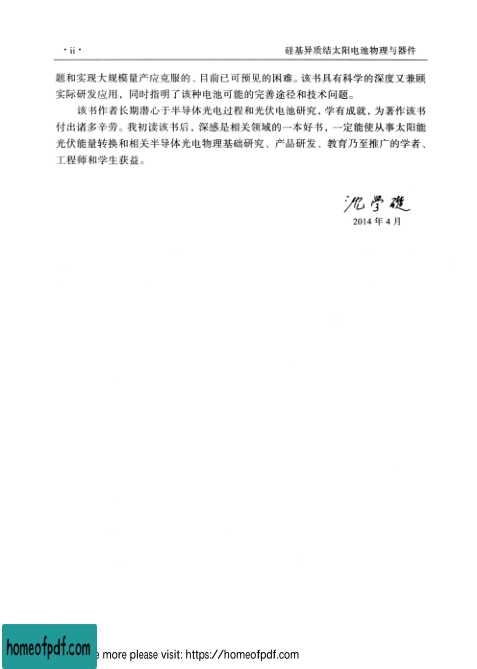 · ii ·
硅基异质结太阳电池物理与器件
题和实现大规模量产应克服的、目前已可预见的困难。该书具有科学的深度又兼顾
实际研发应用，同时指明了该种电池可能的完善途径和技术问题。
该书作者长期潜心于半导体光电过程和光伏电池研究，学有成就，为著作该书
付出诸多辛劳。我初读该书后，深感是相关领域的一本好书，一定能使从事太阳能
光伏能量转换和相关半导体光电物理基础研究、产品研发、教育乃至推广的学者、
工程师和学生获益。
沈學礎
2014 年 4 月
homeofpdf.com
e more please visit: https://homeofpdf.com